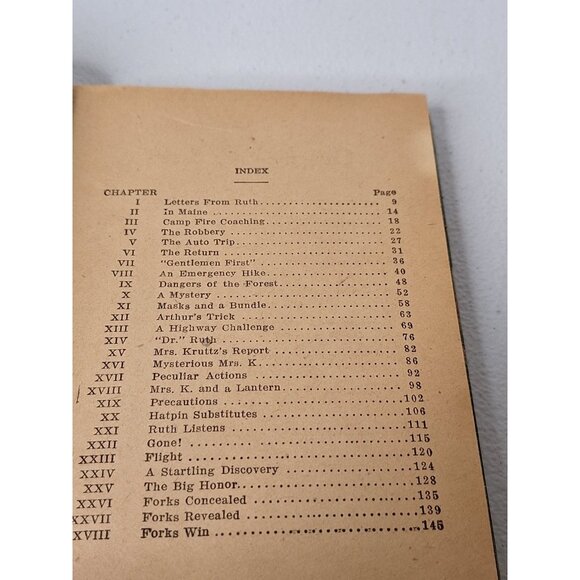 INDEX
CHAPTER Page
I Letters From Ruth 9
II In Maine 14
III Camp Fire Coaching 18
IV The Robbery 22
V The Auto Trip 27
VI The Return 31
VII "Gentlemen First" 36
VIII An Emergency Hike 40
IX Dangers of the Forest 48
X A Mystery 52
XI Masks and a Bundle 58
XII Arthur's Trick 63
XIII A Highway Challenge 69
XIV "Dr." Ruth 76
XV Mrs. Kruttz's Report 82
XVI Mysterious Mrs. K. 86
XVII Peculiar Actions 92
XVIII Mrs. K. and a Lantern 98
XIX Precautions 102
XX Hatpin Substitutes 106
XXI Ruth Listens 111
XXII Gone! 115
XXIII Flight 120
XXIV A Startling Discovery 124
XXV The Big Honor 128
XXVI Forks Concealed 135
XXVII Forks Revealed 139
XVIII Forks Win 145